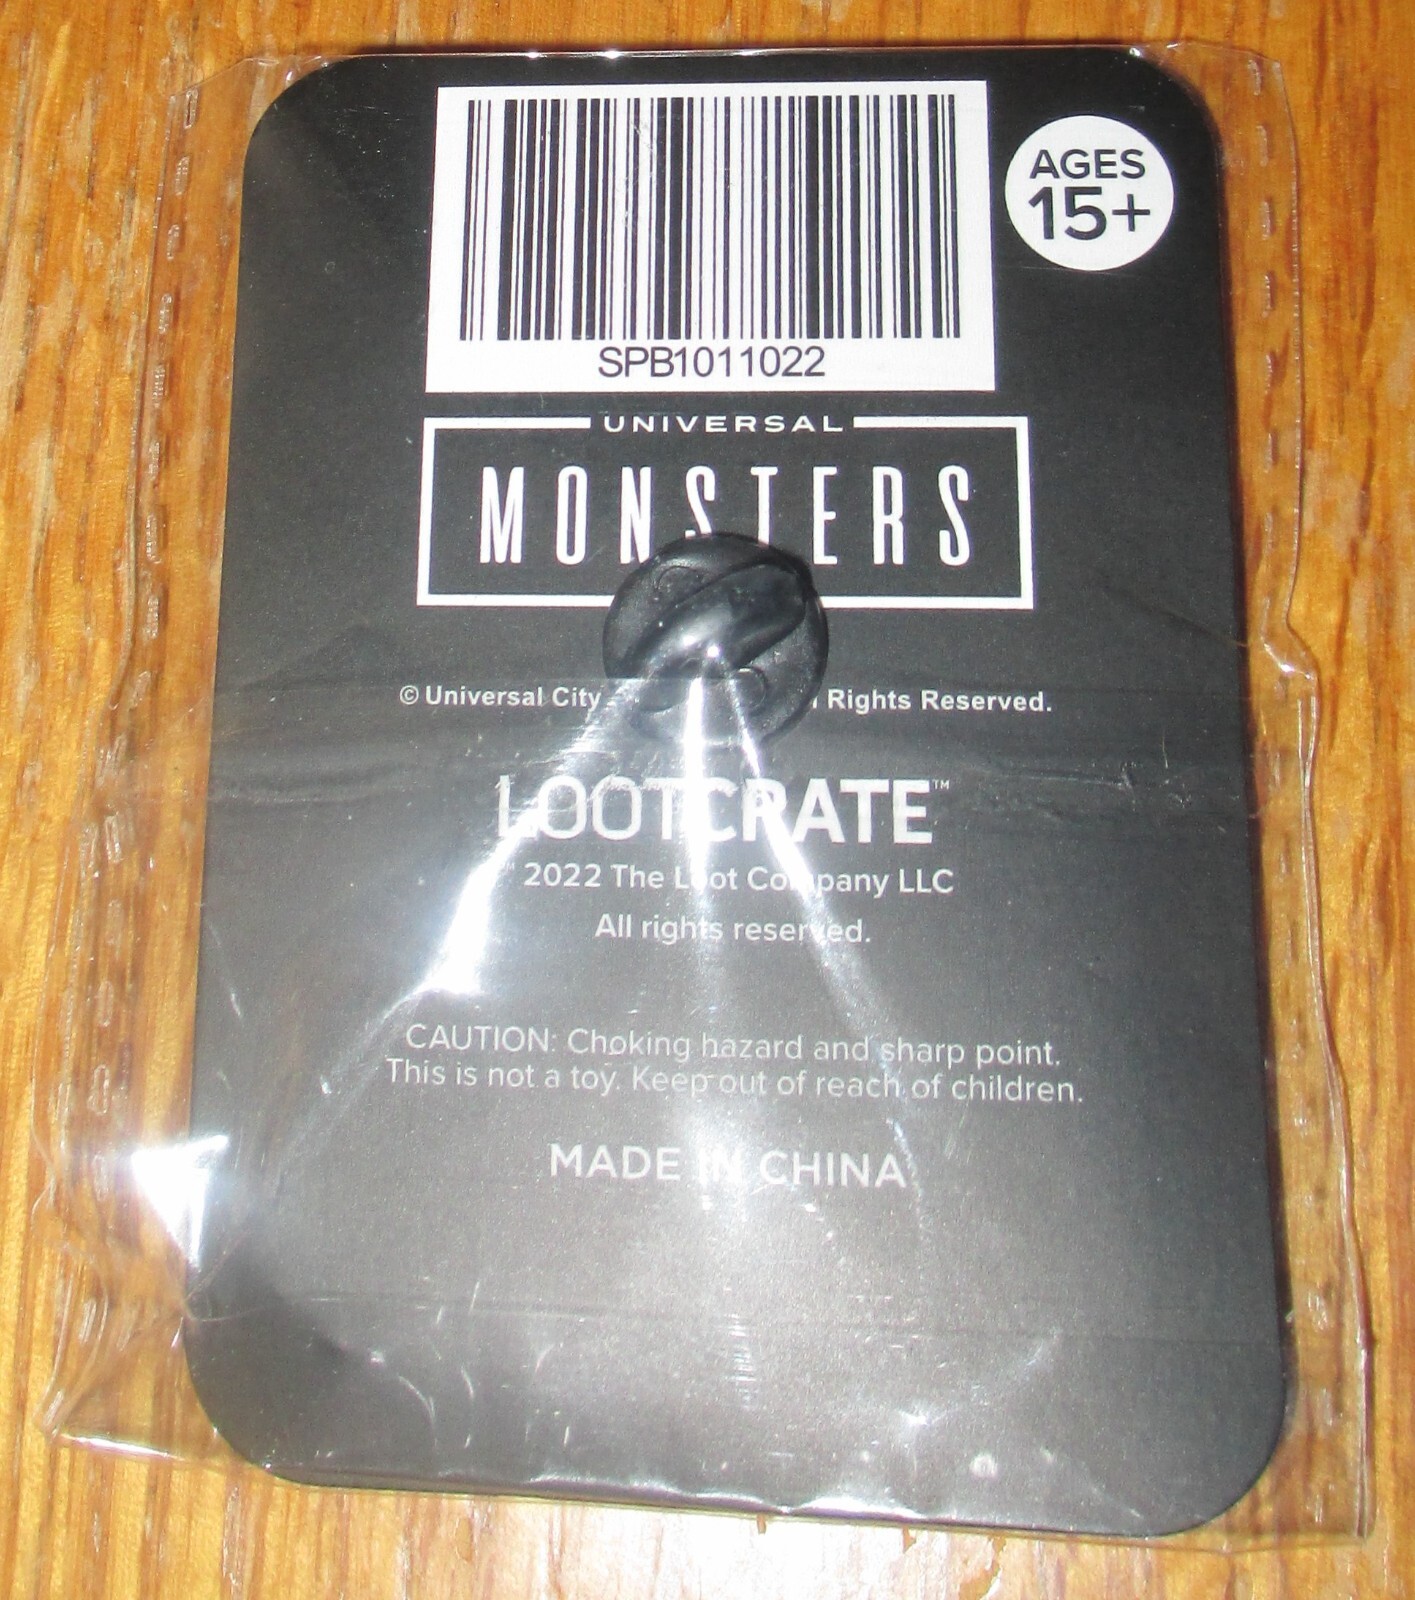 AGES
15+
SPB1011022
UNIVERSAL
MONSTERS
© Universal City Rights Reserved.
LOOTCRATE™
2022 The Loot Company LLC
All rights reserved.
CAUTION: Choking hazard and sharp point.
This is not a toy. Keep out of reach of children.
MADE IN CHINA